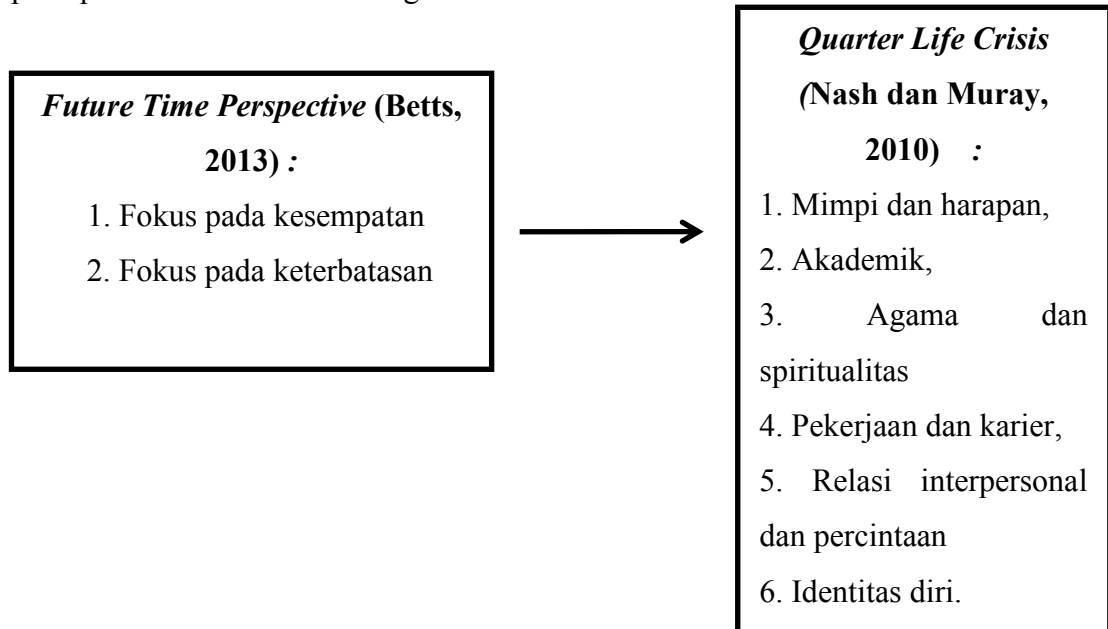 Future Time Perspective (Betts,
2013) :
1. Fokus pada kesempatan
2. Fokus pada keterbatasan
Quarter Life Crisis
(Nash dan Muray,
2010) :
1. Mimpi dan harapan,
2. Akademik,
3. Agama dan
spiritualitas
4. Pekerjaan dan karier,
5. Relasi interpersonal
dan percintaan
6. Identitas diri.